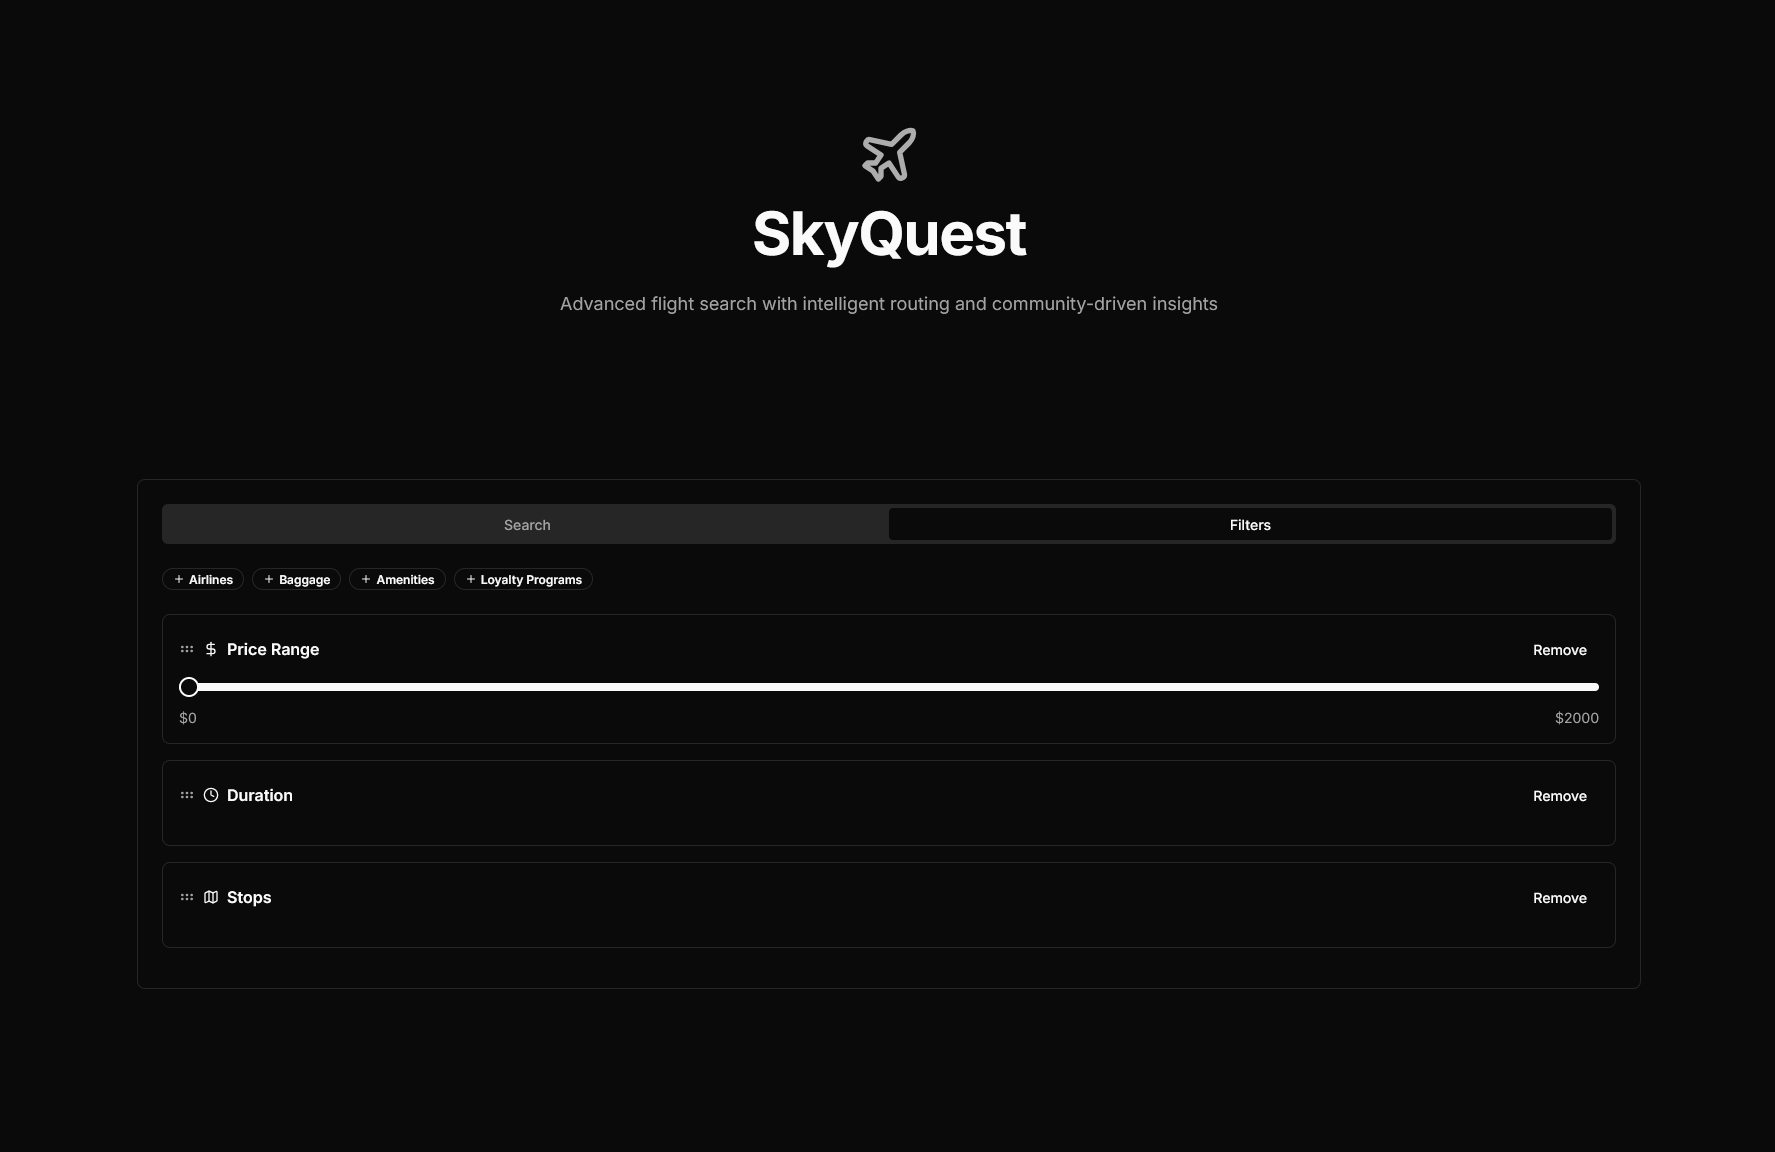 SkyQuest
Advanced flight search with intelligent routing and community-driven insights
Search Filters
+ Airlines + Baggage + Amenities + Loyalty Programs
$ Price Range Remove
$0 $2000
Duration Remove
Stops Remove